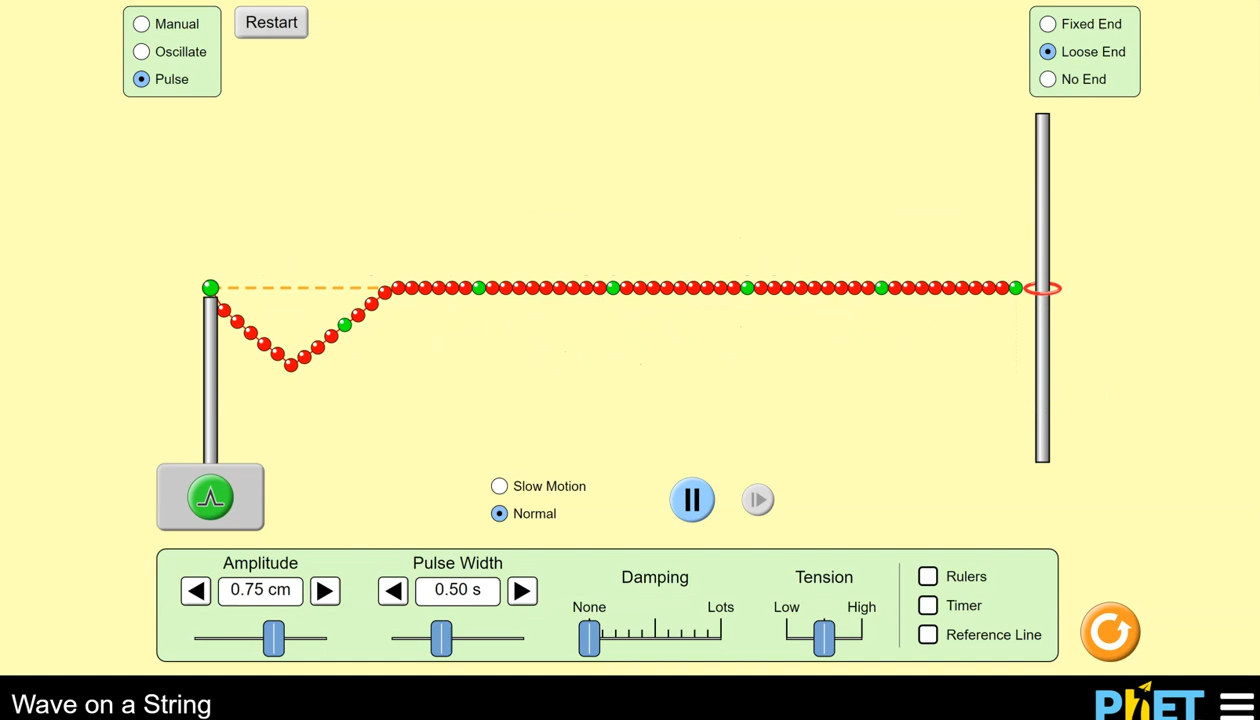 Manual
Oscillate
Pulse
Restart
Fixed End
Loose End
No End
Slow Motion
Normal
Amplitude
0.75 cm
Pulse Width
0.50 s
Damping
None
Lots
Tension
Low
High
Rulers
Timer
Reference Line
Wave on a String
PhET